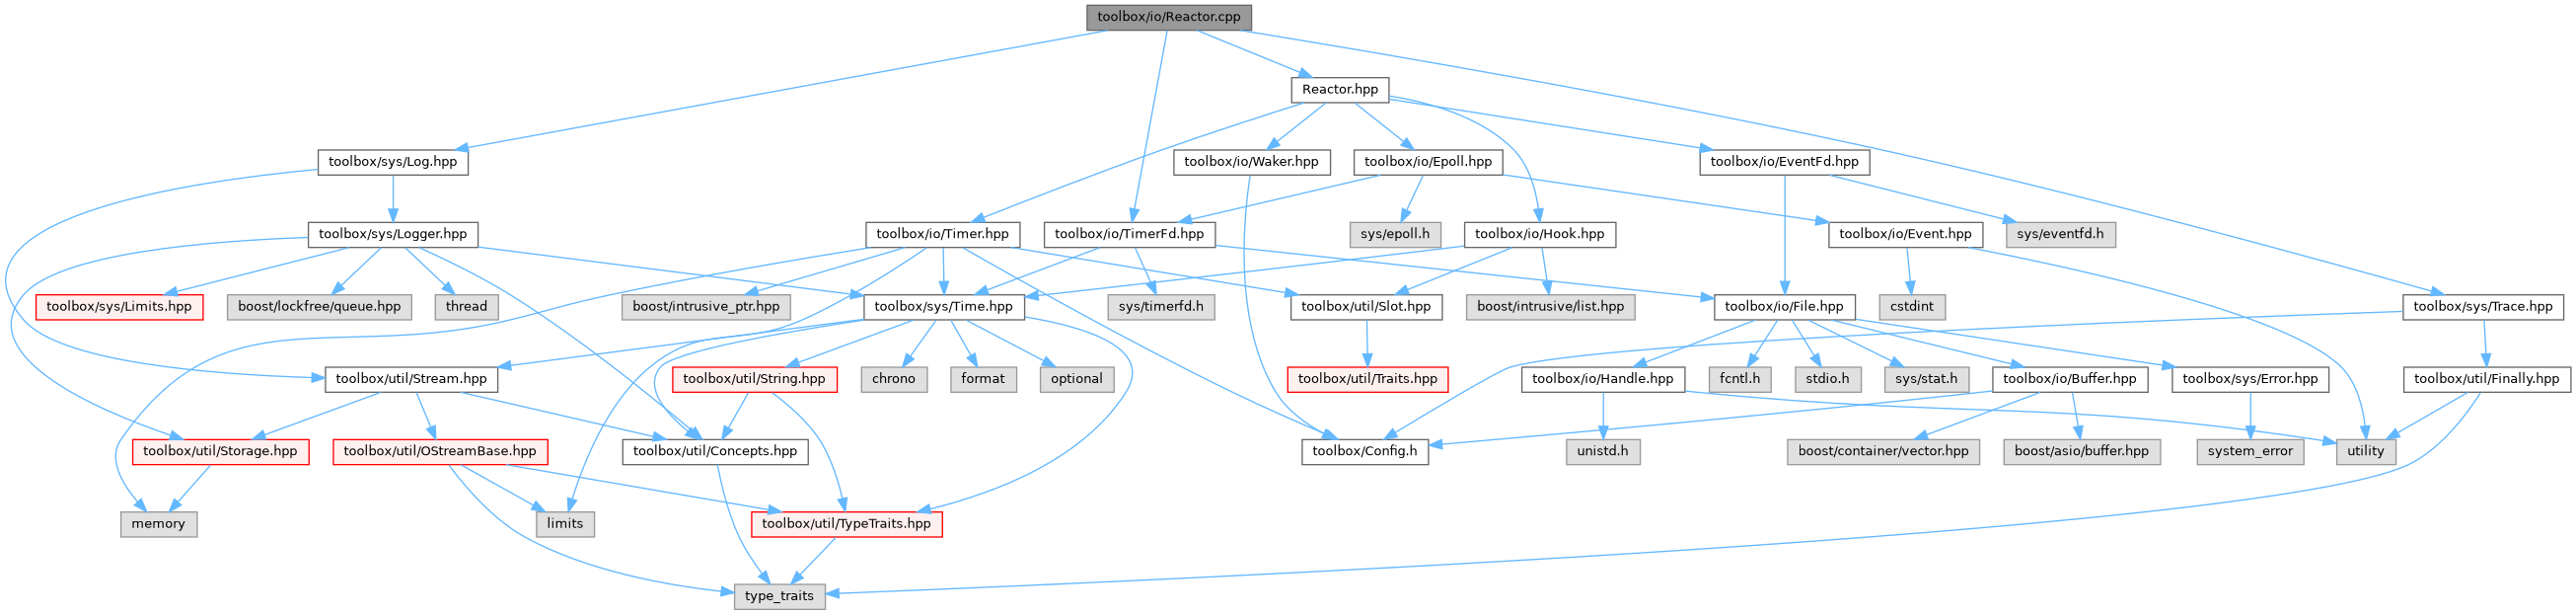 toolbox/io/Reactor.cpp
Reactor.hpp
toolbox/sys/Log.hpp
toolbox/io/Waker.hpp
toolbox/io/Epoll.hpp
toolbox/io/EventFd.hpp
toolbox/sys/Logger.hpp
toolbox/io/Timer.hpp
toolbox/io/TimerFd.hpp
sys/epoll.h
toolbox/io/Hook.hpp
toolbox/io/Event.hpp
sys/eventfd.h
toolbox/sys/Limits.hpp
boost/lockfree/queue.hpp
thread
boost/intrusive_ptr.hpp
toolbox/sys/Time.hpp
sys/timerfd.h
toolbox/util/Slot.hpp
boost/intrusive/list.hpp
toolbox/io/File.hpp
cstdint
toolbox/sys/Trace.hpp
toolbox/util/Stream.hpp
toolbox/util/String.hpp
chrono
format
optional
toolbox/util/Traits.hpp
toolbox/io/Handle.hpp
fcntl.h
stdio.h
sys/stat.h
toolbox/io/Buffer.hpp
toolbox/sys/Error.hpp
toolbox/util/Finally.hpp
toolbox/util/Storage.hpp
toolbox/util/OStreamBase.hpp
toolbox/util/Concepts.hpp
toolbox/Config.h
unistd.h
boost/container/vector.hpp
boost/asio/buffer.hpp
system_error
utility
memory
limits
toolbox/util/TypeTraits.hpp
type_traits